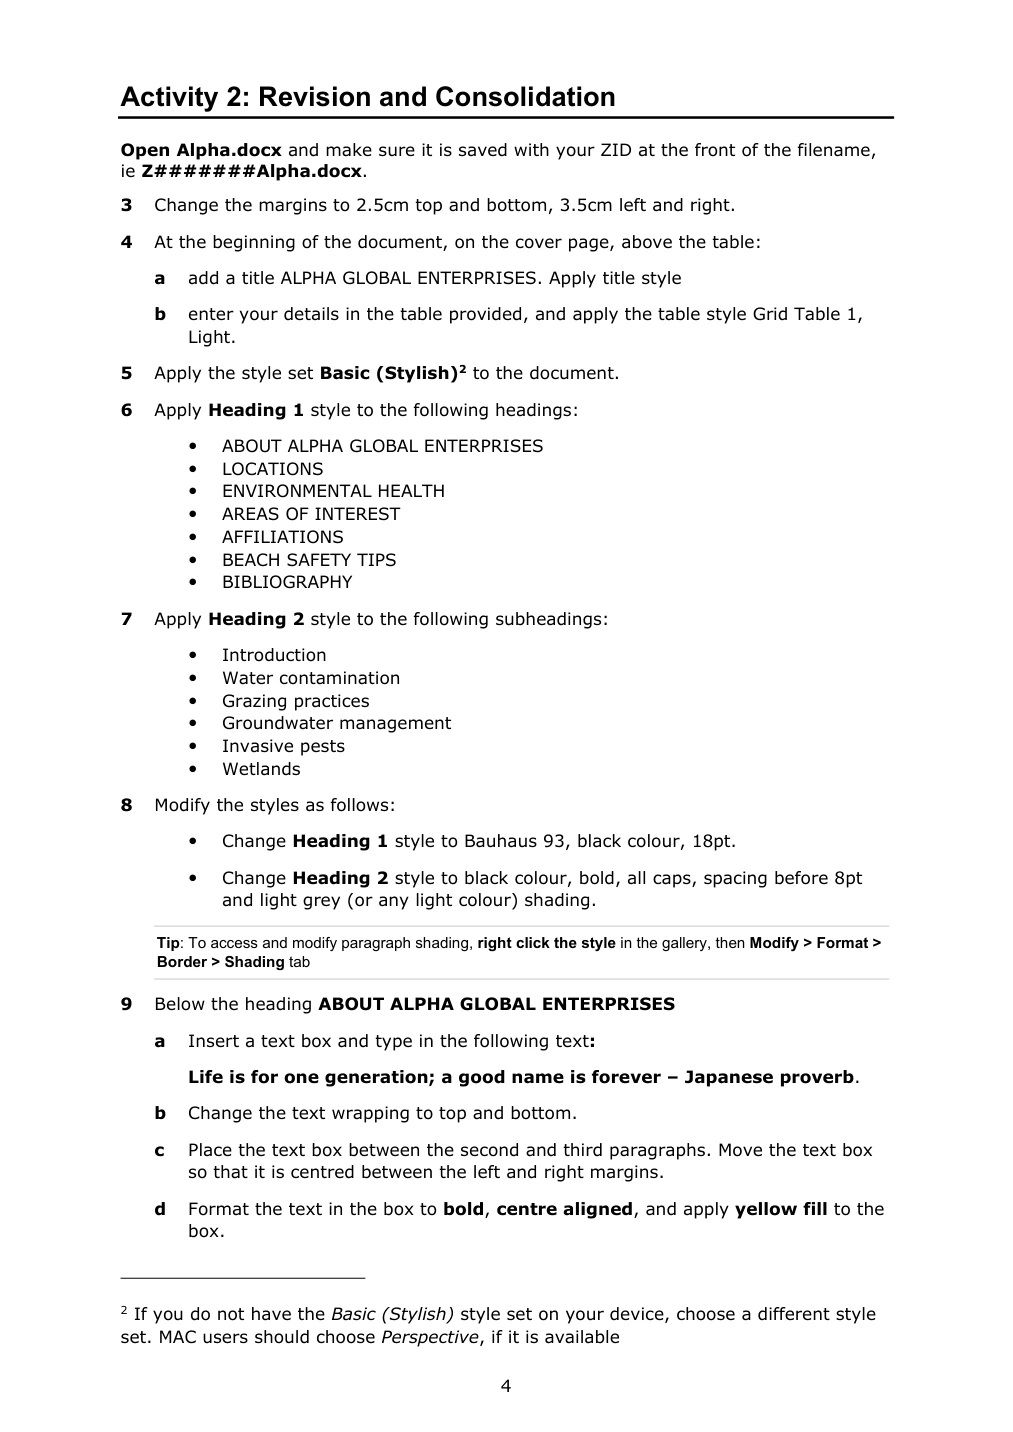 Activity 2: Revision and Consolidation
Open Alpha.docx and make sure it is saved with your ZID at the front of the filename,
ie Z#######Alpha.docx.
3 Change the margins to 2.5cm top and bottom, 3.5cm left and right.
4 At the beginning of the document, on the cover page, above the table:
a add a title ALPHA GLOBAL ENTERPRISES. Apply title style
b enter your details in the table provided, and apply the table style Grid Table 1,
Light.
5 Apply the style set Basic (Stylish)² to the document.
6 Apply Heading 1 style to the following headings:
• ABOUT ALPHA GLOBAL ENTERPRISES
• LOCATIONS
• ENVIRONMENTAL HEALTH
• AREAS OF INTEREST
• AFFILIATIONS
• BEACH SAFETY TIPS
• BIBLIOGRAPHY
7 Apply Heading 2 style to the following subheadings:
• Introduction
• Water contamination
• Grazing practices
• Groundwater management
• Invasive pests
• Wetlands
8 Modify the styles as follows:
• Change Heading 1 style to Bauhaus 93, black colour, 18pt.
• Change Heading 2 style to black colour, bold, all caps, spacing before 8pt
and light grey (or any light colour) shading.
Tip: To access and modify paragraph shading, right click the style in the gallery, then Modify > Format >
Border > Shading tab
9 Below the heading ABOUT ALPHA GLOBAL ENTERPRISES
a Insert a text box and type in the following text:
Life is for one generation; a good name is forever – Japanese proverb.
b Change the text wrapping to top and bottom.
c Place the text box between the second and third paragraphs. Move the text box
so that it is centred between the left and right margins.
d Format the text in the box to bold, centre aligned, and apply yellow fill to the
box.
² If you do not have the Basic (Stylish) style set on your device, choose a different style
set. MAC users should choose Perspective, if it is available
4